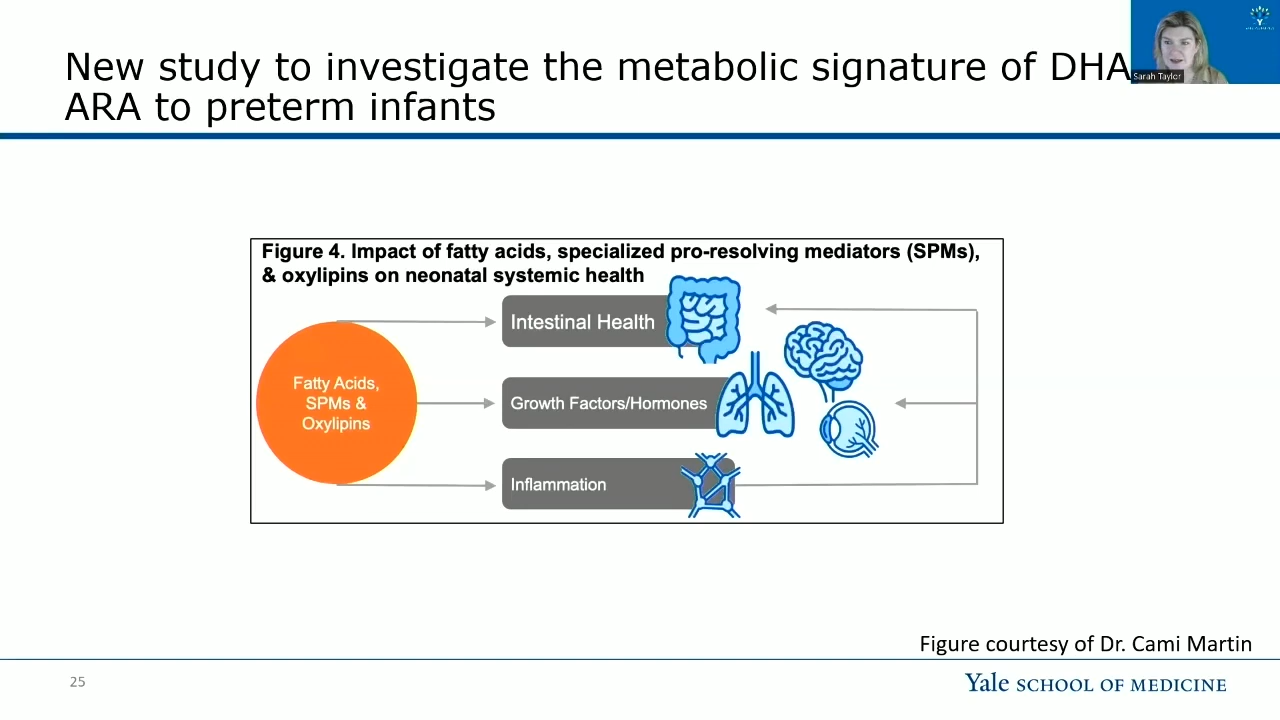 New study to investigate the metabolic signature of DHA
ARA to preterm infants
Sarah Taylor
Figure 4. Impact of fatty acids, specialized pro-resolving mediators (SPMs),
& oxylipins on neonatal systemic health
Intestinal Health
Fatty Acids,
SPMs &
Oxylipins
Growth Factors/Hormones
Inflammation
Figure courtesy of Dr. Cami Martin
25
Yale SCHOOL OF MEDICINE